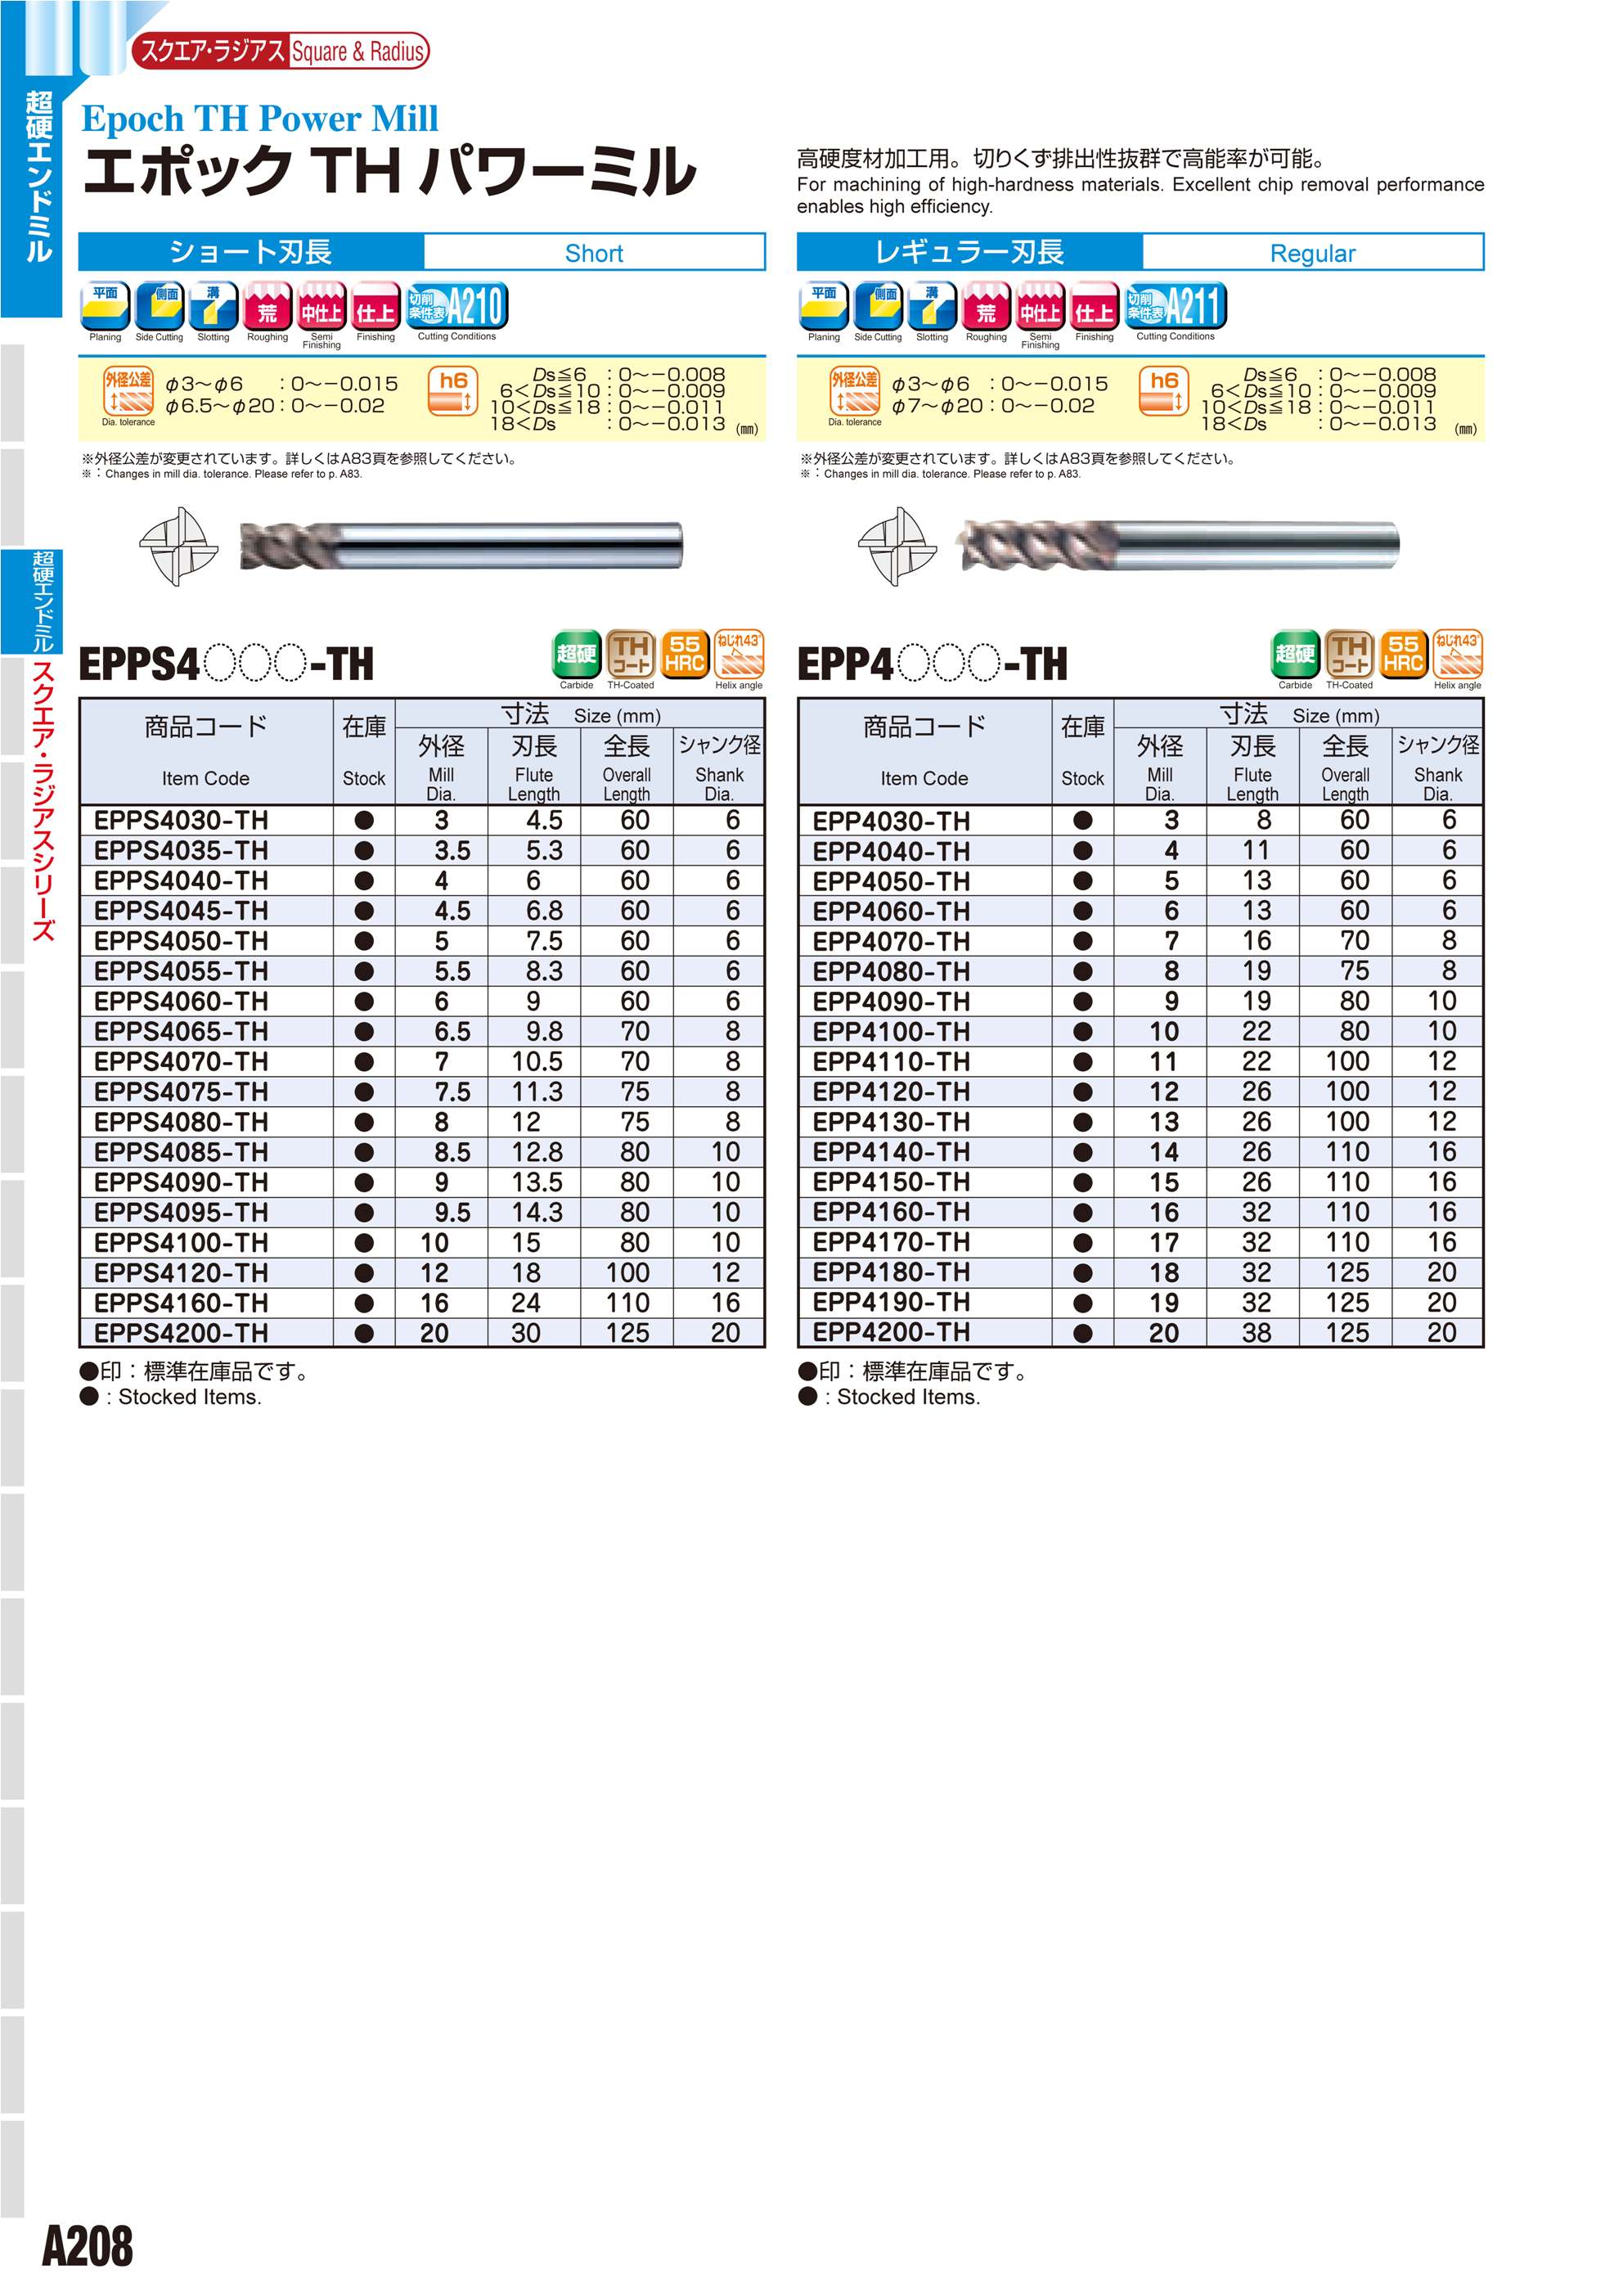 スクエア・ラジアス Square & Radius
超硬エンドミル
Epoch TH Power Mill
エポック TH パワーミル
高硬度材加工用。切りくず排出性抜群で高能率が可能。
For machining of high-hardness materials. Excellent chip removal performance
enables high efficiency.
ショート刃長 Short
平面 側面 溝 荒 中仕上 仕上 切削条件表 A210
Planing Side Cutting Slotting Roughing Semi Finishing Finishing Cutting Conditions
外径公差 Dia. tolerance
φ3〜φ6 : 0〜−0.015
φ6.5〜φ20 : 0〜−0.02
h6
Ds≦6 : 0〜−0.008
6<Ds≦10 : 0〜−0.009
10<Ds≦18 : 0〜−0.011
18<Ds : 0〜−0.013 (㎜)
※外径公差が変更されています。詳しくはA83頁を参照してください。
※：Changes in mill dia. tolerance. Please refer to p. A83.
EPPS4○○○-TH
超硬 THコート 55HRC ねじれ43°
Carbide TH-Coated Helix angle
商品コード 在庫 寸法 Size (mm)
外径 刃長 全長 シャンク径
Item Code Stock Mill Dia. Flute Length Overall Length Shank Dia.
EPPS4030-TH ● 3 4.5 60 6
EPPS4035-TH ● 3.5 5.3 60 6
EPPS4040-TH ● 4 6 60 6
EPPS4045-TH ● 4.5 6.8 60 6
EPPS4050-TH ● 5 7.5 60 6
EPPS4055-TH ● 5.5 8.3 60 6
EPPS4060-TH ● 6 9 60 6
EPPS4065-TH ● 6.5 9.8 70 8
EPPS4070-TH ● 7 10.5 70 8
EPPS4075-TH ● 7.5 11.3 75 8
EPPS4080-TH ● 8 12 75 8
EPPS4085-TH ● 8.5 12.8 80 10
EPPS4090-TH ● 9 13.5 80 10
EPPS4095-TH ● 9.5 14.3 80 10
EPPS4100-TH ● 10 15 80 10
EPPS4120-TH ● 12 18 100 12
EPPS4160-TH ● 16 24 110 16
EPPS4200-TH ● 20 30 125 20
●印：標準在庫品です。
● : Stocked Items.
レギュラー刃長 Regular
平面 側面 溝 荒 中仕上 仕上 切削条件表 A211
Planing Side Cutting Slotting Roughing Semi Finishing Finishing Cutting Conditions
外径公差 Dia. tolerance
φ3〜φ6 : 0〜−0.015
φ7〜φ20 : 0〜−0.02
h6
Ds≦6 : 0〜−0.008
6<Ds≦10 : 0〜−0.009
10<Ds≦18 : 0〜−0.011
18<Ds : 0〜−0.013 (㎜)
※外径公差が変更されています。詳しくはA83頁を参照してください。
※：Changes in mill dia. tolerance. Please refer to p. A83.
EPP4○○○-TH
超硬 THコート 55HRC ねじれ43°
Carbide TH-Coated Helix angle
商品コード 在庫 寸法 Size (mm)
外径 刃長 全長 シャンク径
Item Code Stock Mill Dia. Flute Length Overall Length Shank Dia.
EPP4030-TH ● 3 8 60 6
EPP4040-TH ● 4 11 60 6
EPP4050-TH ● 5 13 60 6
EPP4060-TH ● 6 13 60 6
EPP4070-TH ● 7 16 70 8
EPP4080-TH ● 8 19 75 8
EPP4090-TH ● 9 19 80 10
EPP4100-TH ● 10 22 80 10
EPP4110-TH ● 11 22 100 12
EPP4120-TH ● 12 26 100 12
EPP4130-TH ● 13 26 100 12
EPP4140-TH ● 14 26 110 16
EPP4150-TH ● 15 26 110 16
EPP4160-TH ● 16 32 110 16
EPP4170-TH ● 17 32 110 16
EPP4180-TH ● 18 32 125 20
EPP4190-TH ● 19 32 125 20
EPP4200-TH ● 20 38 125 20
●印：標準在庫品です。
● : Stocked Items.
超硬エンドミル
スクエア・ラジアスシリーズ
A208